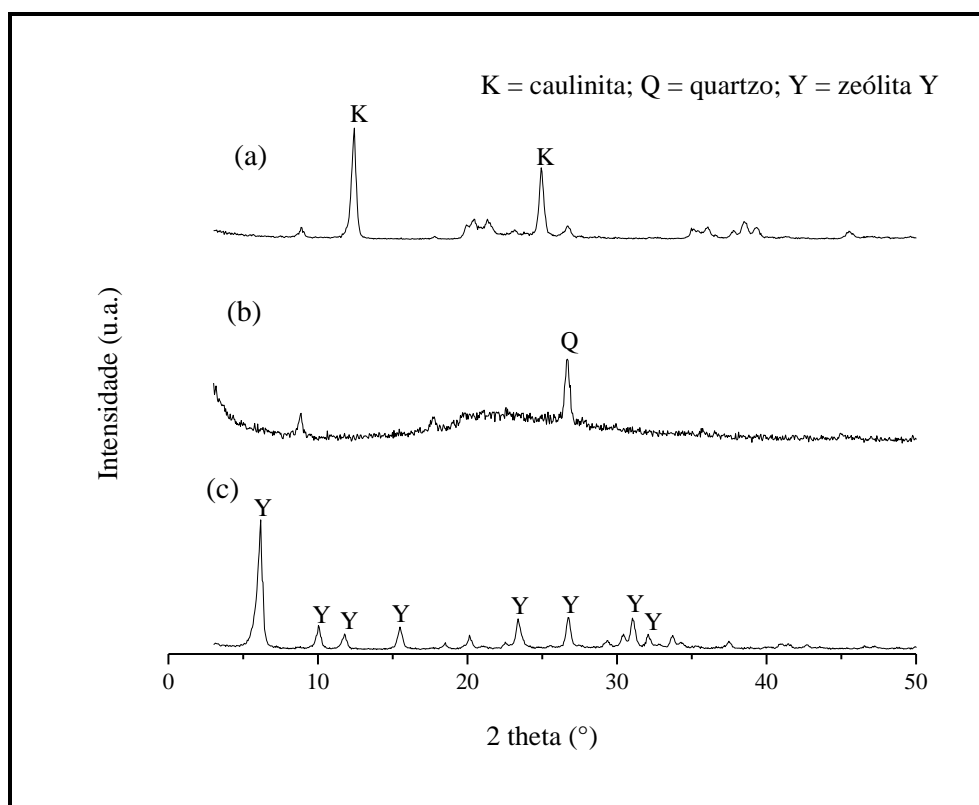 K = caulinita; Q = quartzo; Y = zeólita Y
K
(a)
K
(b)
Q
(c)
Y
Y
Y
Y
Y
Y
Y
Y
Intensidade (u.a.)
0
10
20
30
40
50
2 theta (°)